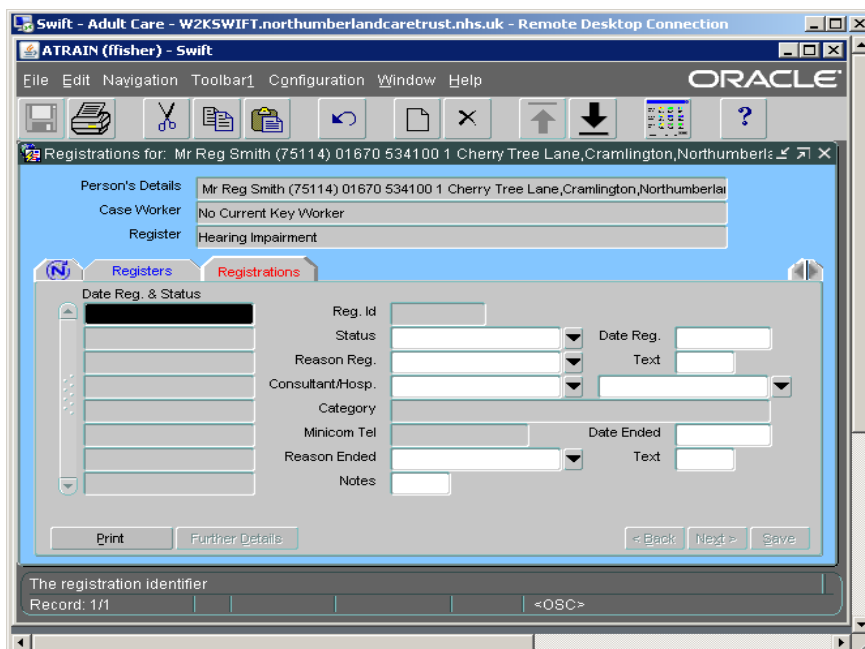 Swift - Adult Care - W2KSWIFT.northumberlandcaretrust.nhs.uk - Remote Desktop Connection
ATRAIN (ffisher) - Swift
File Edit Navigation Toolbar1 Configuration Window Help ORACLE
?
Registrations for: Mr Reg Smith (75114) 01670 534100 1 Cherry Tree Lane,Cramlington,Northumberla
Person's Details Mr Reg Smith (75114) 01670 534100 1 Cherry Tree Lane,Cramlington,Northumberlan
Case Worker No Current Key Worker
Register Hearing Impairment
N Registers Registrations
Date Reg. & Status
Reg. Id
Status Date Reg.
Reason Reg. Text
Consultant/Hosp.
Category
Minicom Tel Date Ended
Reason Ended Text
Notes
Print Further Details < Back Next > Save
The registration identifier
Record: 1/1 <OSC>